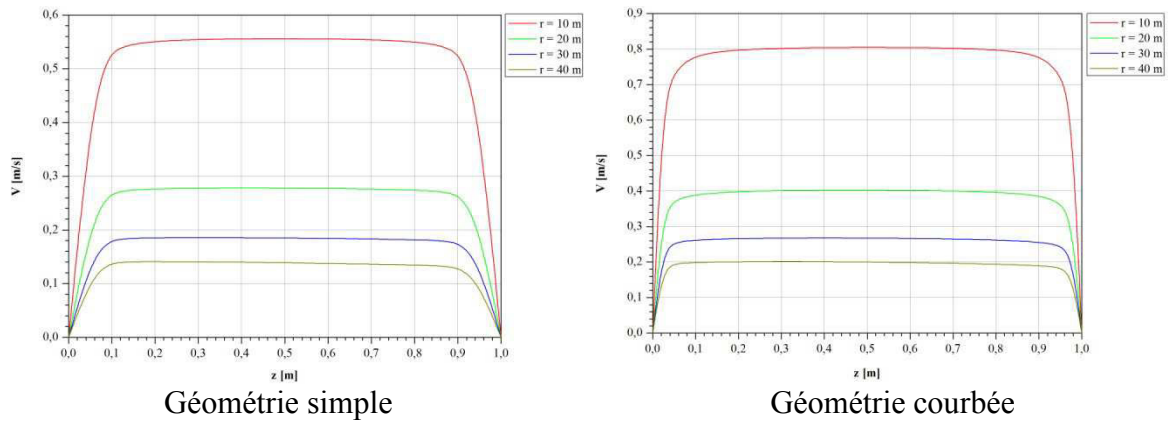 0,6
0,5
0,4
0,3
0,2
0,1
0,0
V [m/s]
0,0 0,1 0,2 0,3 0,4 0,5 0,6 0,7 0,8 0,9 1,0
z [m]
r = 10 m
r = 20 m
r = 30 m
r = 40 m
Géométrie simple
0,9
0,8
0,7
0,6
0,5
0,4
0,3
0,2
0,1
0,0
V [m/s]
0,0 0,1 0,2 0,3 0,4 0,5 0,6 0,7 0,8 0,9 1,0
z [m]
r = 10 m
r = 20 m
r = 30 m
r = 40 m
Géométrie courbée